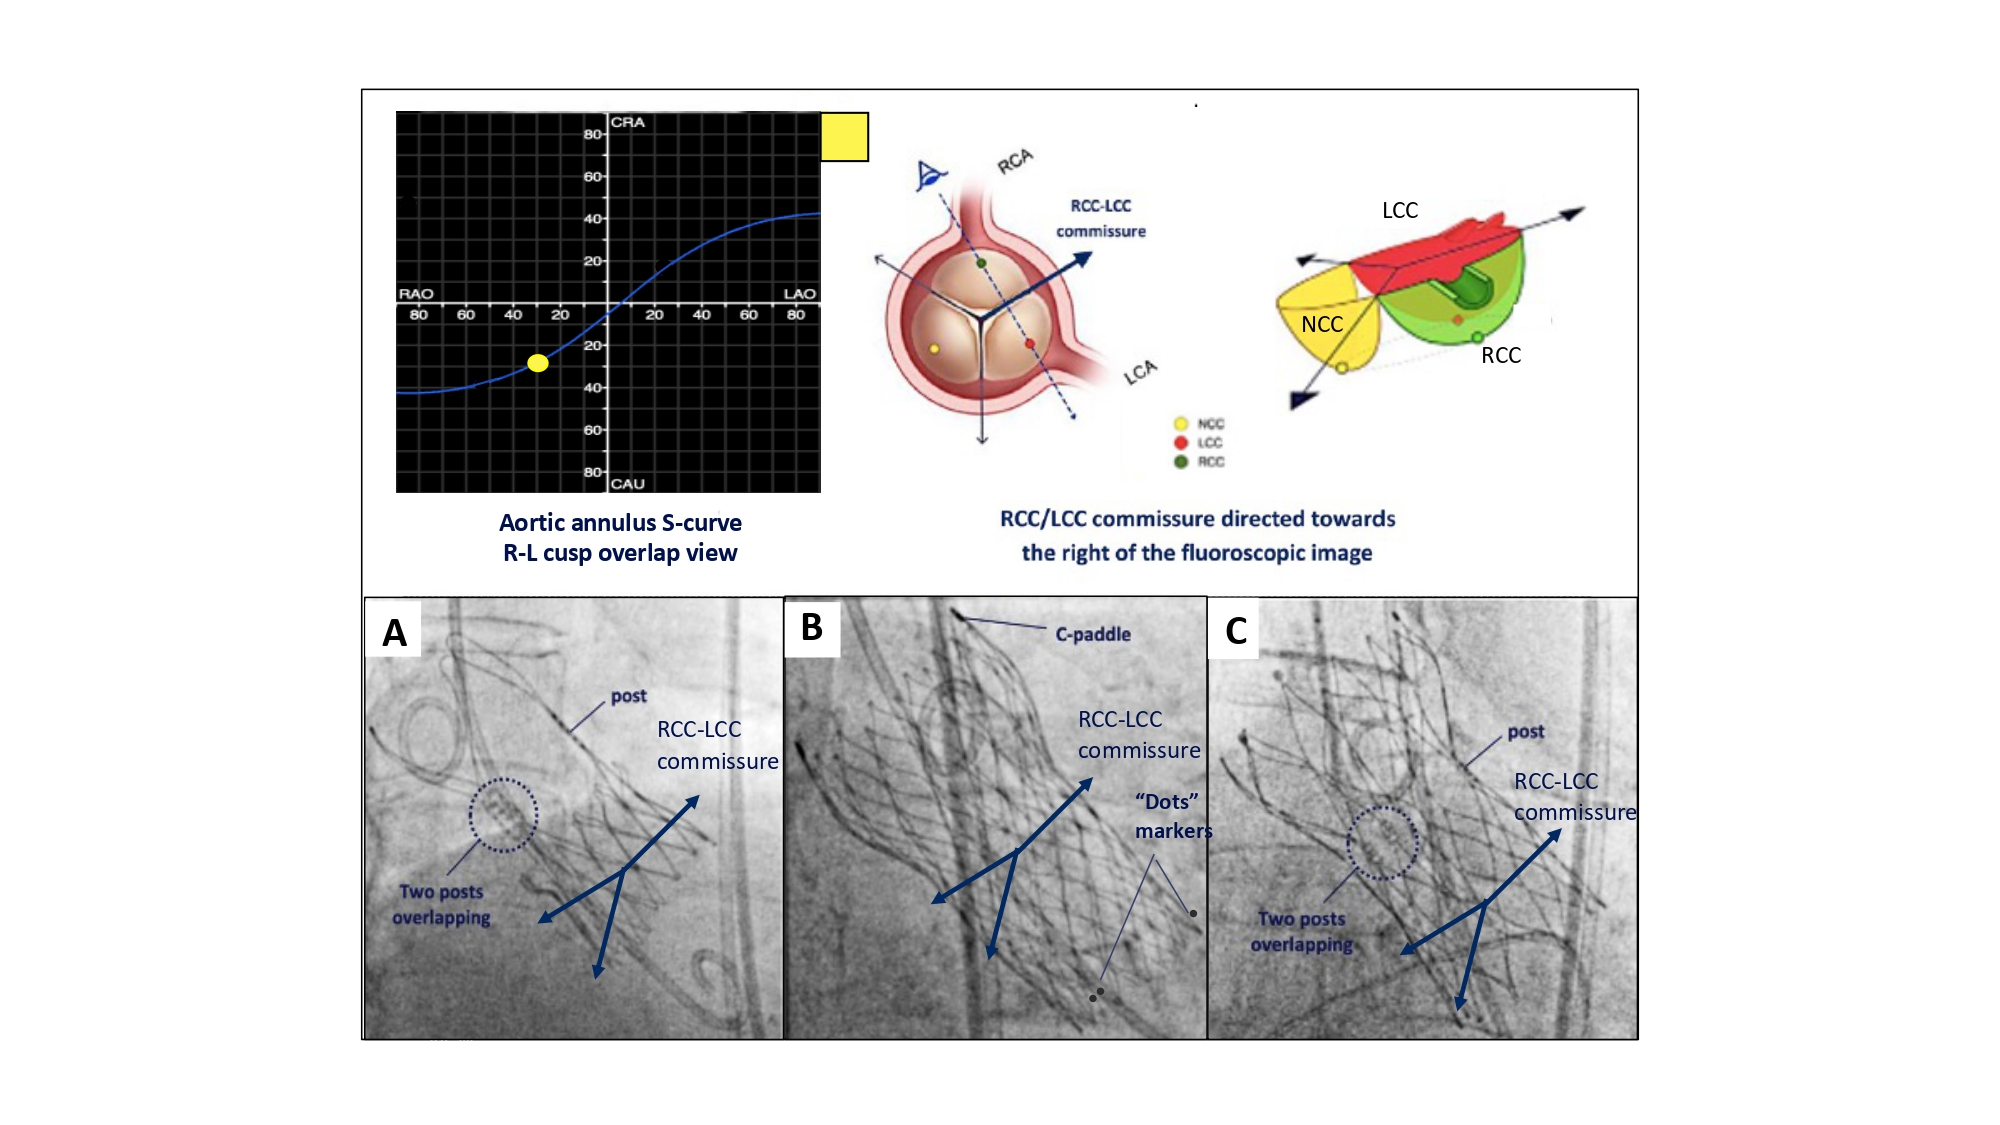 CRA
80
60
40
20
RAO
LAO
80 60 40 20 20 40 60 80
20
40
60
80
CAU
Aortic annulus S-curve
R-L cusp overlap view
RCA
RCC-LCC
commissure
LCA
NCC
LCC
RCC
LCC
NCC
RCC
RCC/LCC commissure directed towards
the right of the fluoroscopic image
A
post
RCC-LCC
commissure
Two posts
overlapping
B
C-paddle
RCC-LCC
commissure
“Dots”
markers
C
post
RCC-LCC
commissure
Two posts
overlapping